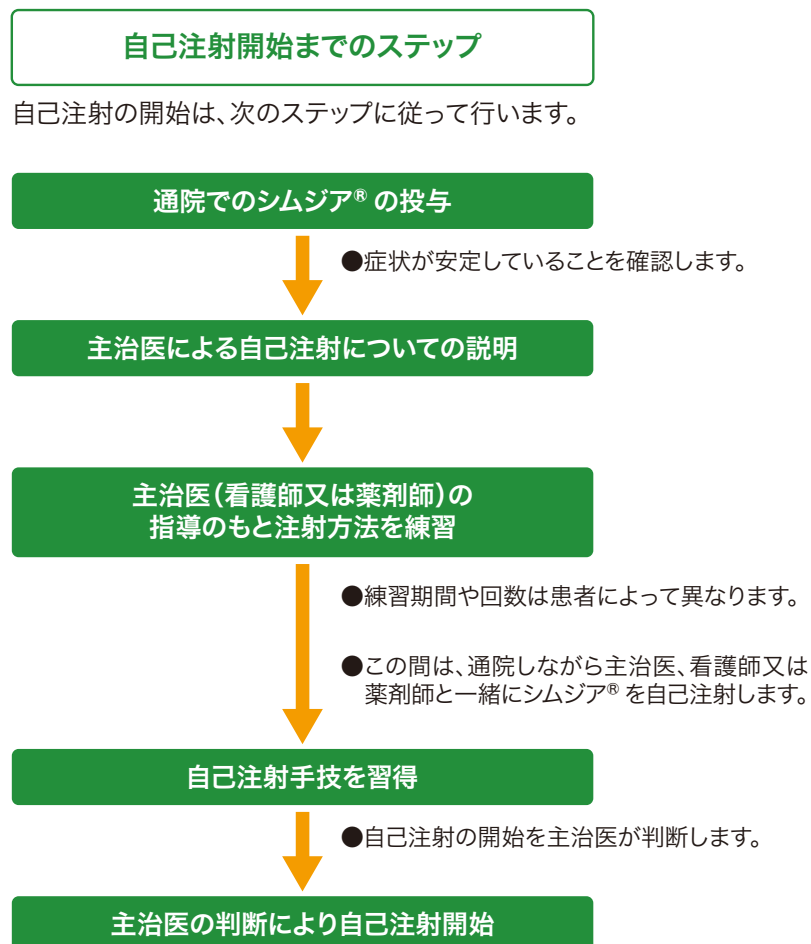 自己注射開始までのステップ
自己注射の開始は、次のステップに従って行います。
通院でのシムジア® の投与
●症状が安定していることを確認します。
主治医による自己注射についての説明
主治医(看護師又は薬剤師)の
指導のもと注射方法を練習
●練習期間や回数は患者によって異なります。
●この間は、通院しながら主治医、看護師又は
薬剤師と一緒にシムジア® を自己注射します。
自己注射手技を習得
●自己注射の開始を主治医が判断します。
主治医の判断により自己注射開始